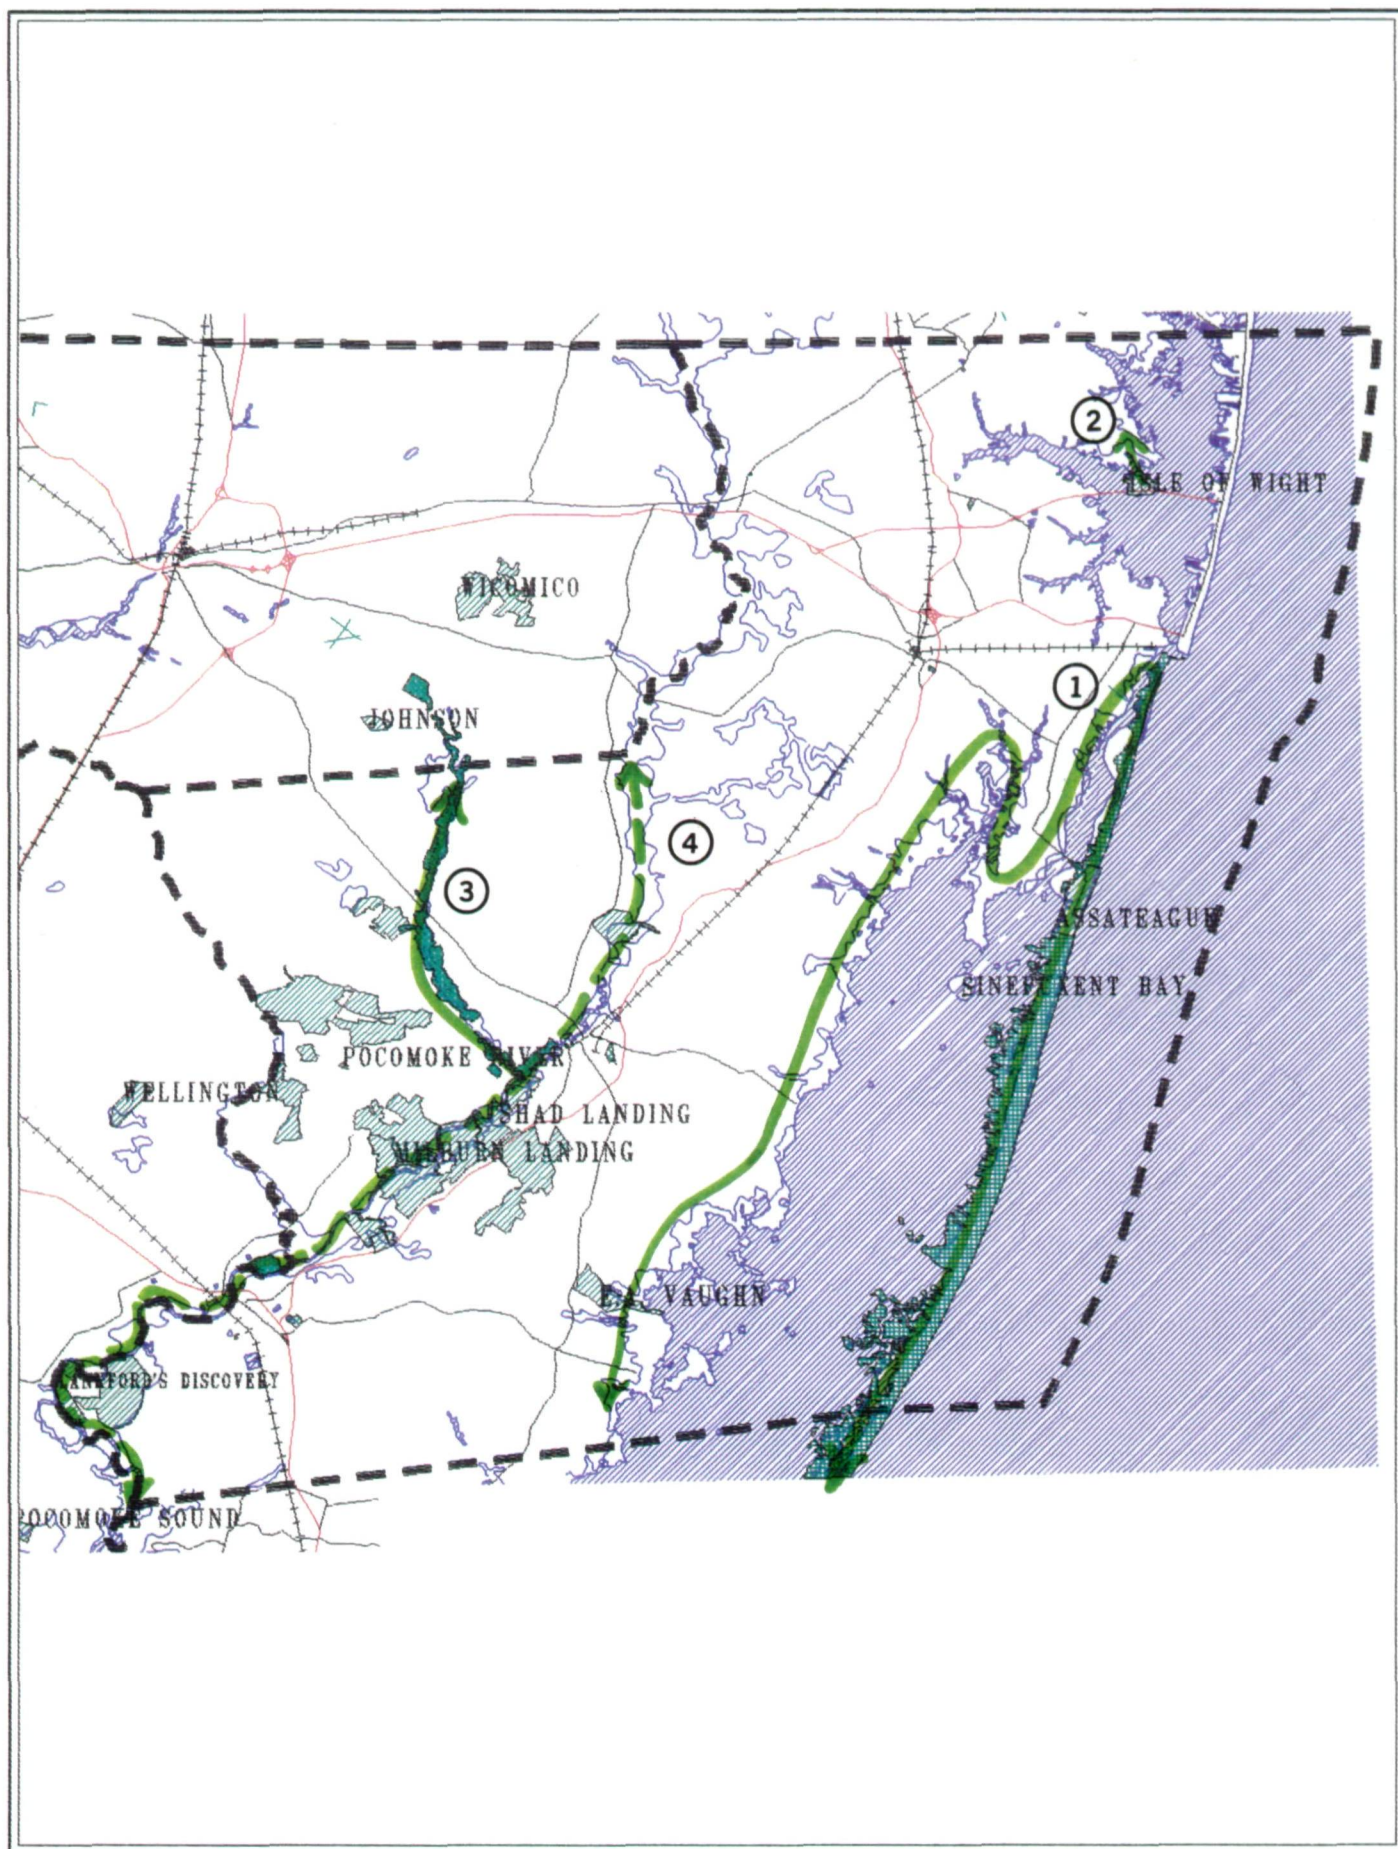 2
ISLE OF WIGHT
WICOMICO
1
JOHNSON
4
3
ASSATEAGUE
SINEPUXENT BAY
POCOMOKE RIVER
WELLINGTON
SHAD LANDING
MILBURN LANDING
E.A. VAUGHN
LANKFORD'S DISCOVERY
POCOMOKE SOUND